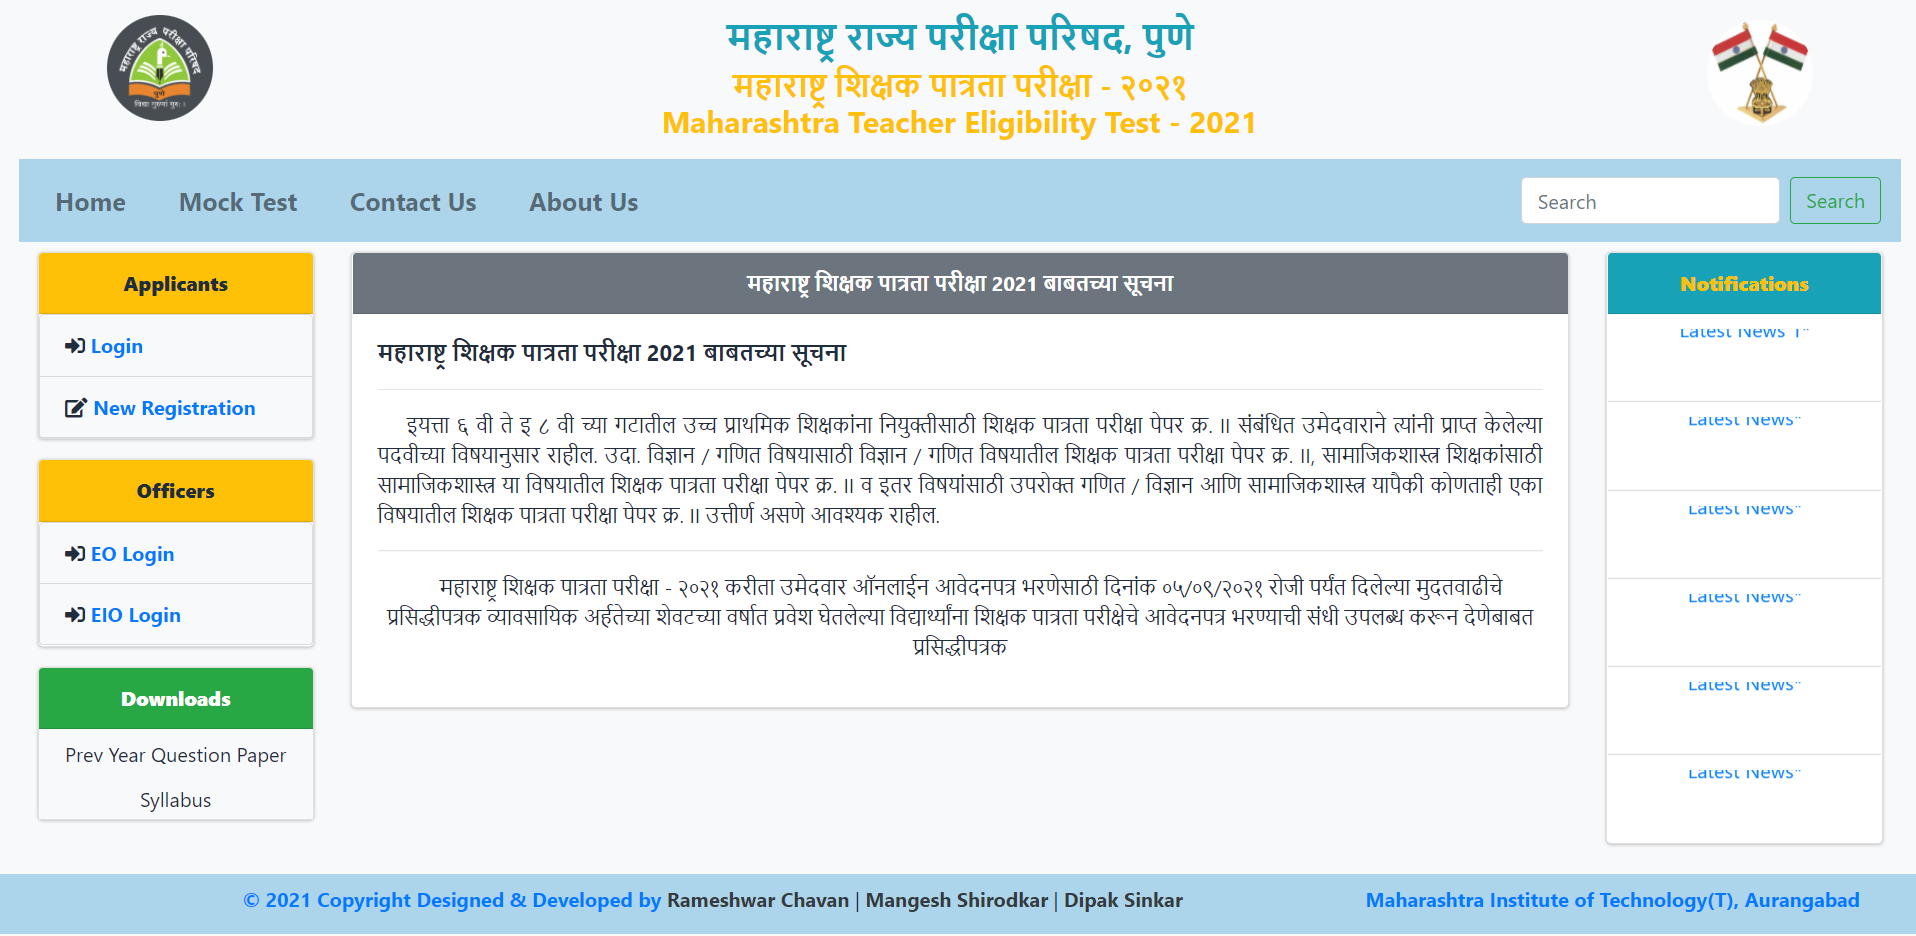 महाराष्ट्र राज्य परीक्षा परिषद
पुणे
विद्या गुरूणां गुरुः।
महाराष्ट्र राज्य परीक्षा परिषद, पुणे
महाराष्ट्र शिक्षक पात्रता परीक्षा - २०२१
Maharashtra Teacher Eligibility Test - 2021
Home Mock Test Contact Us About Us Search Search
Applicants
Login
New Registration
Officers
EO Login
EIO Login
Downloads
Prev Year Question Paper
Syllabus
महाराष्ट्र शिक्षक पात्रता परीक्षा 2021 बाबतच्या सूचना
महाराष्ट्र शिक्षक पात्रता परीक्षा 2021 बाबतच्या सूचना
इयत्ता ६ वी ते इ ८ वी च्या गटातील उच्च प्राथमिक शिक्षकांना नियुक्तीसाठी शिक्षक पात्रता परीक्षा पेपर क्र. II संबंधित उमेदवाराने त्यांनी प्राप्त केलेल्या
पदवीच्या विषयानुसार राहील. उदा. विज्ञान / गणित विषयासाठी विज्ञान / गणित विषयातील शिक्षक पात्रता परीक्षा पेपर क्र. II, सामाजिकशास्त्र शिक्षकांसाठी
सामाजिकशास्त्र या विषयातील शिक्षक पात्रता परीक्षा पेपर क्र. II व इतर विषयांसाठी उपरोक्त गणित / विज्ञान आणि सामाजिकशास्त्र यापैकी कोणताही एका
विषयातील शिक्षक पात्रता परीक्षा पेपर क्र. II उत्तीर्ण असणे आवश्यक राहील.
महाराष्ट्र शिक्षक पात्रता परीक्षा - २०२१ करीता उमेदवार ऑनलाईन आवेदनपत्र भरणेसाठी दिनांक ०५/०९/२०२१ रोजी पर्यंत दिलेल्या मुदतवाढीचे
प्रसिद्धीपत्रक व्यावसायिक अर्हतेच्या शेवटच्या वर्षात प्रवेश घेतलेल्या विद्यार्थ्यांना शिक्षक पात्रता परीक्षेचे आवेदनपत्र भरण्याची संधी उपलब्ध करून देणेबाबत
प्रसिद्धीपत्रक
Notifications
Latest News 1"
Latest News"
Latest News"
Latest News"
Latest News"
Latest News"
© 2021 Copyright Designed & Developed by Rameshwar Chavan | Mangesh Shirodkar | Dipak Sinkar
Maharashtra Institute of Technology(T), Aurangabad